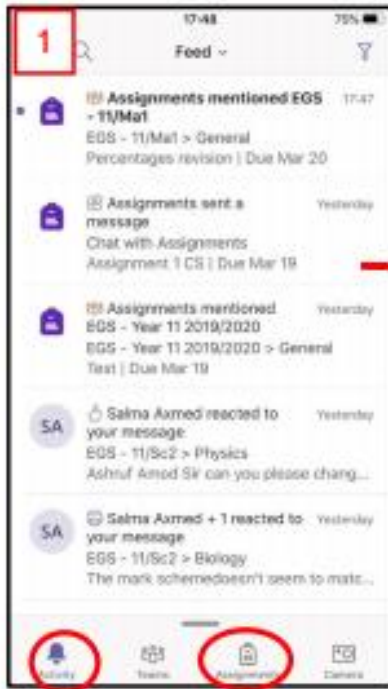 17:48 75%
1
Feed
Assignments mentioned EGS 17:47
- 11/Ma1
EGS - 11/Ma1 > General
Percentages revision | Due Mar 20
Assignments sent a Yesterday
message
Chat with Assignments
Assignment 1 CS | Due Mar 19
Assignments mentioned Yesterday
EGS - Year 11 2019/2020
EGS - Year 11 2019/2020 > General
Test | Due Mar 19
SA
Salma Axmed reacted to Yesterday
your message
EGS - 11/Sc2 > Physics
Ashruf Amod Sir can you please chang...
SA
Salma Axmed + 1 reacted to Yesterday
your message
EGS - 11/Sc2 > Biology
The mark schemedoesn't seem to matc...
Activity Teams Assignments Camera